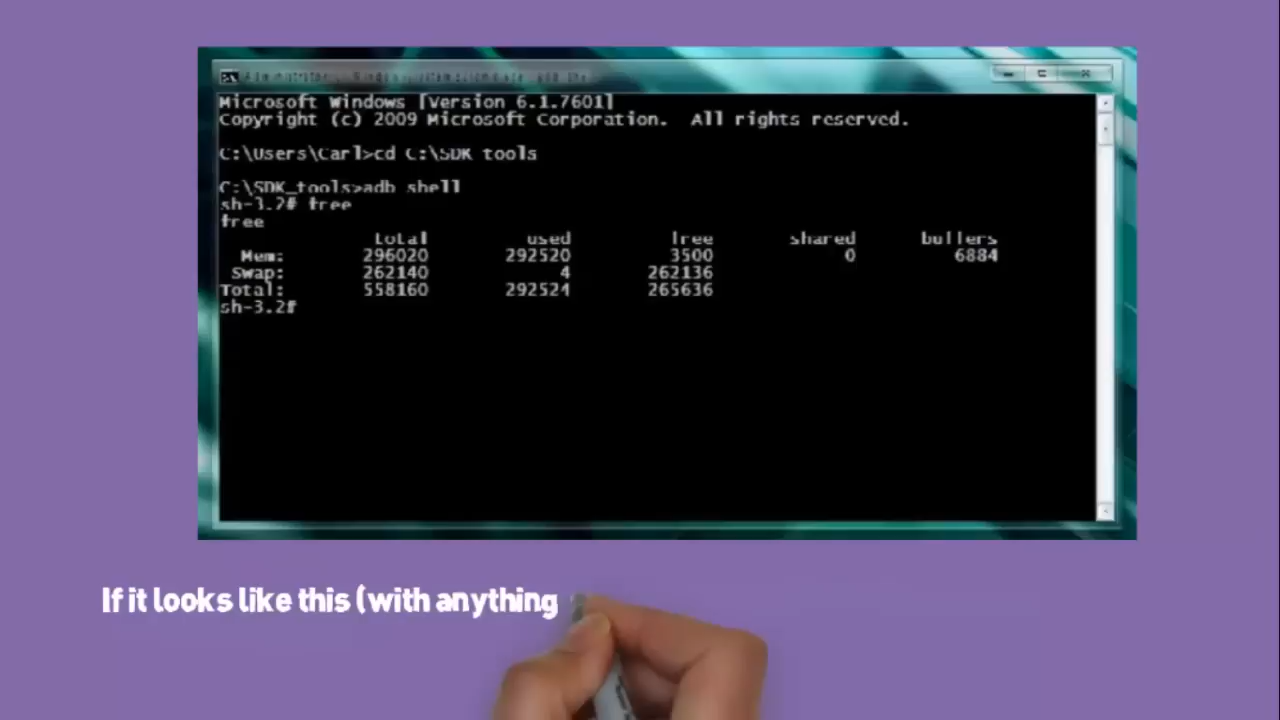 Microsoft Windows [Version 6.1.7601]
Copyright (c) 2009 Microsoft Corporation. All rights reserved.
C:\Users\Carl>cd C:\SDK_tools
C:\SDK_tools>adb shell
sh-3.2# free
free
total used free shared buffers
Mem: 296020 292520 3500 0 6884
Swap: 262140 4 262136
Total: 558160 292524 265636
sh-3.2#
If it looks like this (with anything